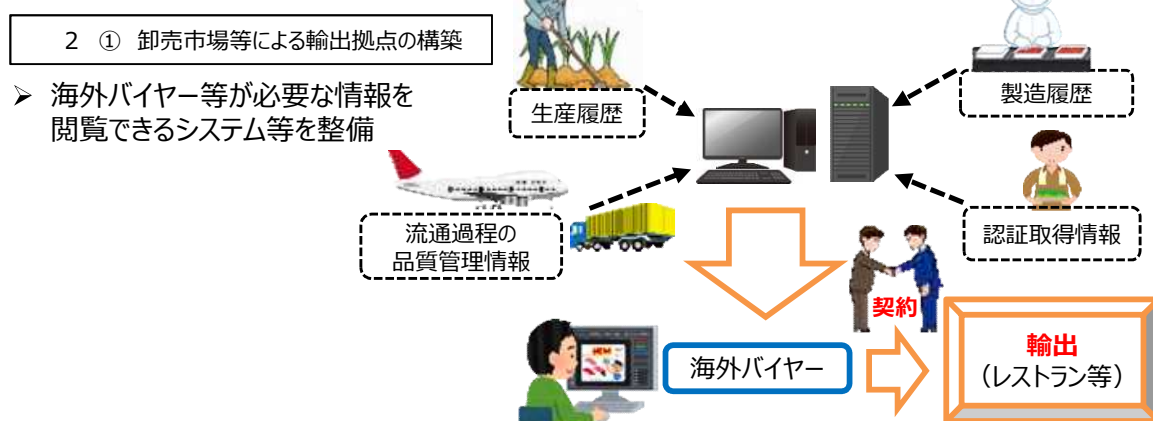 2 ① 卸売市場等による輸出拠点の構築
➢ 海外バイヤー等が必要な情報を
閲覧できるシステム等を整備
生産履歴
製造履歴
流通過程の
品質管理情報
認証取得情報
契約
海外バイヤー
輸出
（レストラン等）